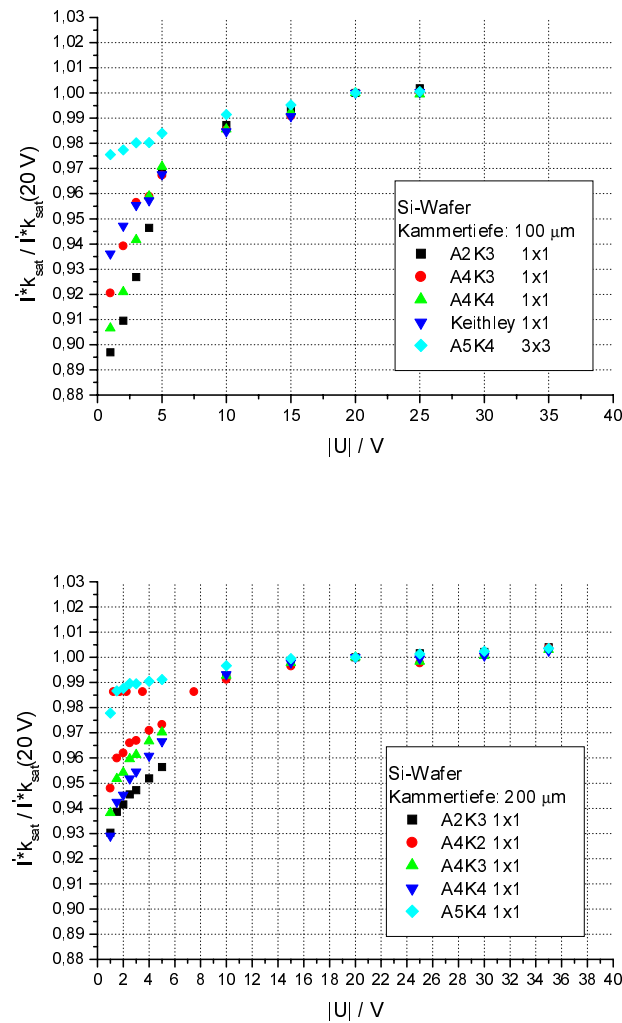 1,03
1,02
1,01
1,00
0,99
0,98
0,97
0,96
0,95
0,94
0,93
0,92
0,91
0,90
0,89
0,88
I'*k_sat / I'*k_sat(20 V)
0 5 10 15 20 25 30 35 40
|U| / V
Si-Wafer
Kammertiefe: 100 µm
A2K3 1x1
A4K3 1x1
A4K4 1x1
Keithley 1x1
A5K4 3x3
1,03
1,02
1,01
1,00
0,99
0,98
0,97
0,96
0,95
0,94
0,93
0,92
0,91
0,90
0,89
0,88
I'*k_sat / I'*k_sat(20 V)
0 2 4 6 8 10 12 14 16 18 20 22 24 26 28 30 32 34 36 38 40
|U| / V
Si-Wafer
Kammertiefe: 200 µm
A2K3 1x1
A4K2 1x1
A4K3 1x1
A4K4 1x1
A5K4 1x1